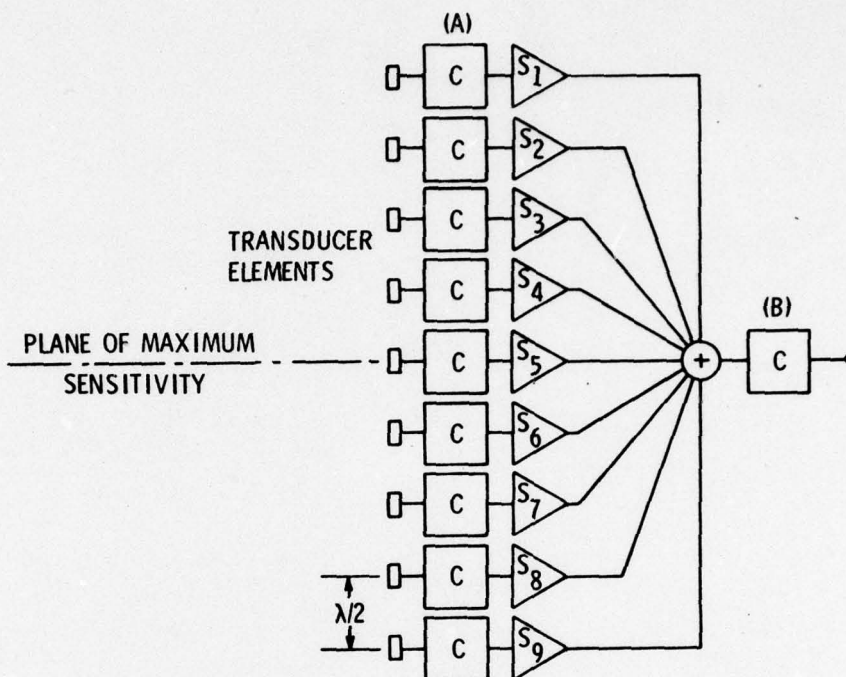 (A)
C
S1
C
S2
C
S3
TRANSDUCER
ELEMENTS
C
S4
(B)
PLANE OF MAXIMUM
SENSITIVITY
C
S5
+
C
C
S6
C
S7
C
S8
λ/2
C
S9